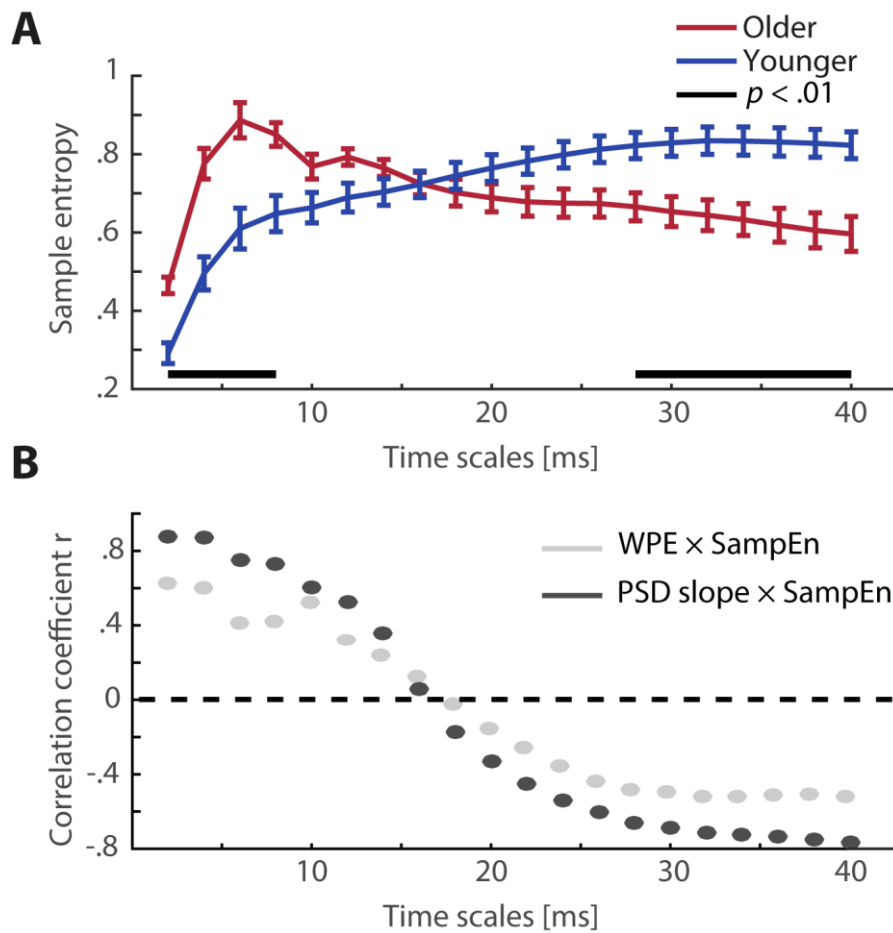 A
Older
Younger
p < .01
1
.8
.6
.4
.2
Sample entropy
10
20
30
40
Time scales [ms]
B
WPE × SampEn
PSD slope × SampEn
.8
.4
0
-.4
-.8
Correlation coefficient r
10
20
30
40
Time scales [ms]